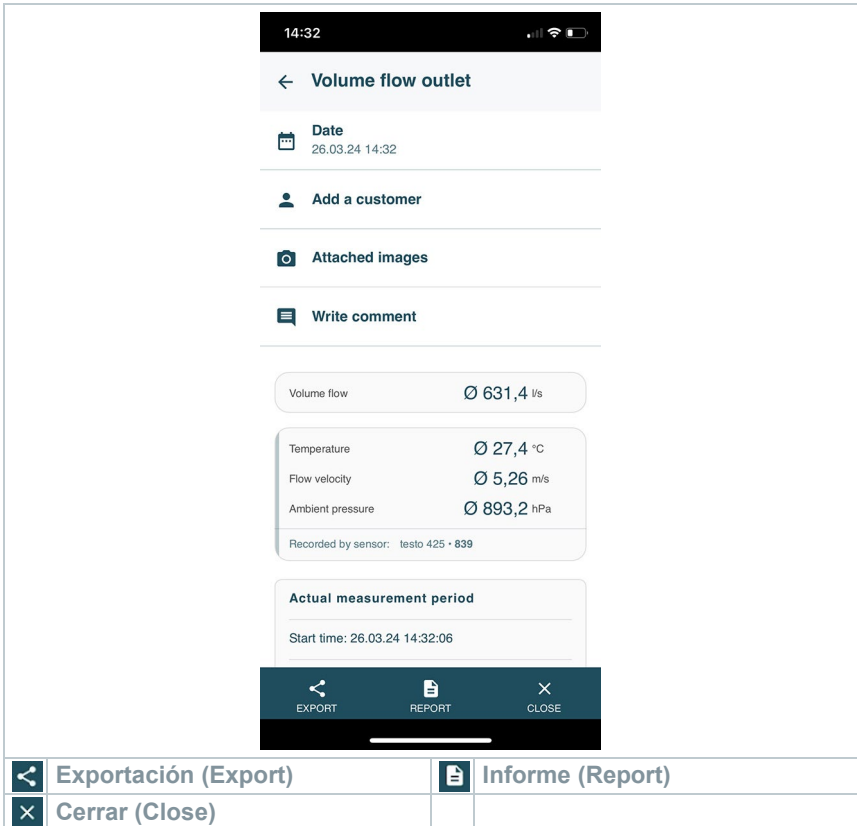 14:32
Volume flow outlet
Date
26.03.24 14:32
Add a customer
Attached images
Write comment
Volume flow Ø 631,4 l/s
Temperature Ø 27,4 °C
Flow velocity Ø 5,26 m/s
Ambient pressure Ø 893,2 hPa
Recorded by sensor: testo 425 • 839
Actual measurement period
Start time: 26.03.24 14:32:06
EXPORT REPORT CLOSE
Exportación (Export) Informe (Report)
Cerrar (Close)